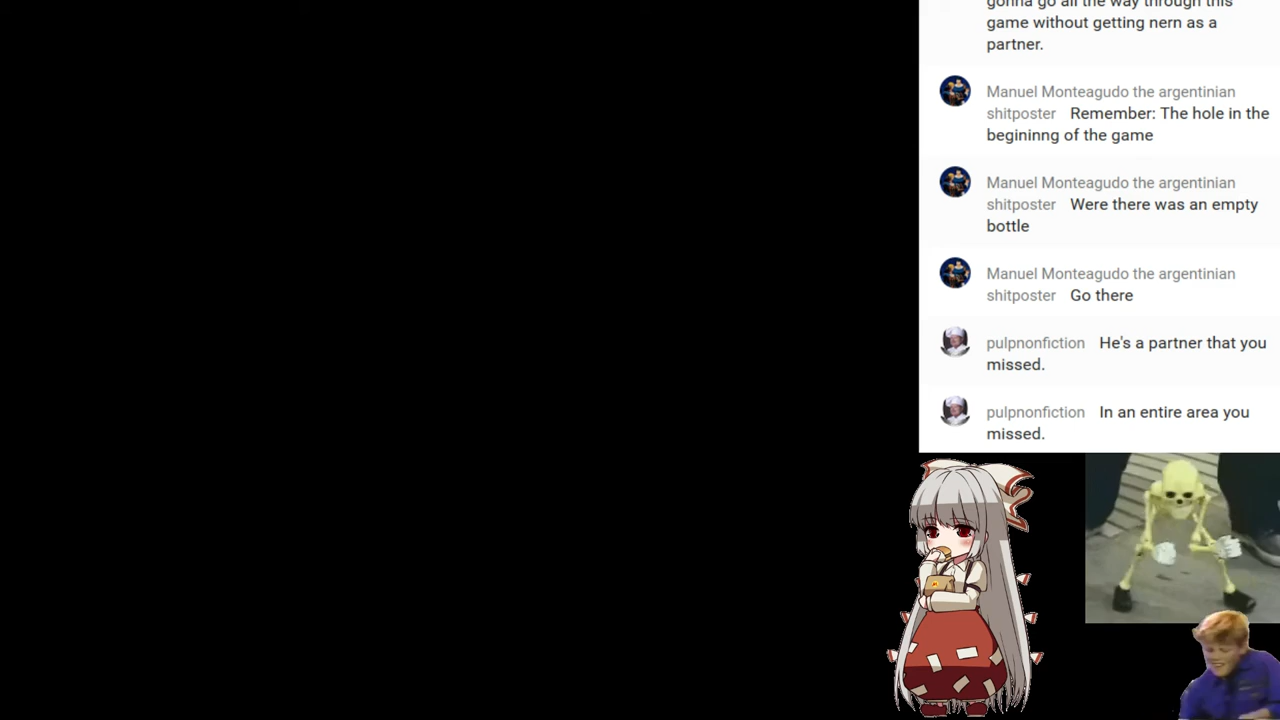 gonna go all the way through this
game without getting nern as a
partner.
Manuel Monteagudo the argentinian
shitposter Remember: The hole in the
begininng of the game
Manuel Monteagudo the argentinian
shitposter Were there was an empty
bottle
Manuel Monteagudo the argentinian
shitposter Go there
pulpnonfiction He's a partner that you
missed.
pulpnonfiction In an entire area you
missed.